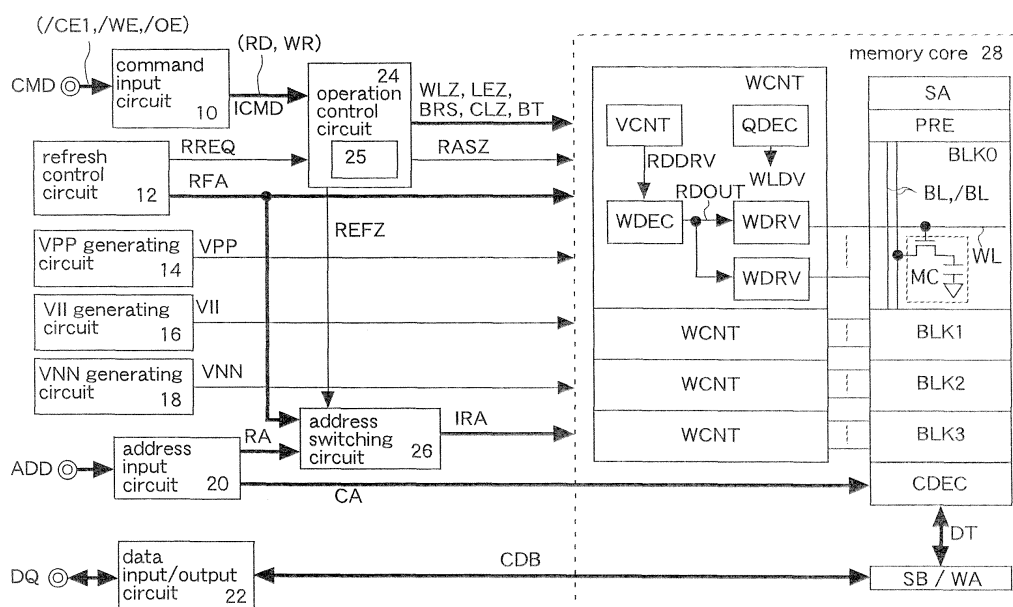 (/CE1,/WE,/OE)
CMD
command
input
circuit
10
(RD, WR)
ICMD
24
operation
control
circuit
25
WLZ, LEZ,
BRS, CLZ, BT
RASZ
refresh
control
circuit
12
RREQ
RFA
REFZ
VPP generating
circuit
14
VPP
VII generating
circuit
16
VII
VNN generating
circuit
18
VNN
ADD
address
input
circuit
20
RA
CA
address
switching
circuit
26
IRA
DQ
data
input/output
circuit
22
CDB
memory core 28
WCNT
VCNT
QDEC
RDDRV
WLDV
RDOUT
WDEC
WDRV
WDRV
WCNT
WCNT
WCNT
SA
PRE
BLK0
BL,/BL
WL
MC
BLK1
BLK2
BLK3
CDEC
DT
SB / WA